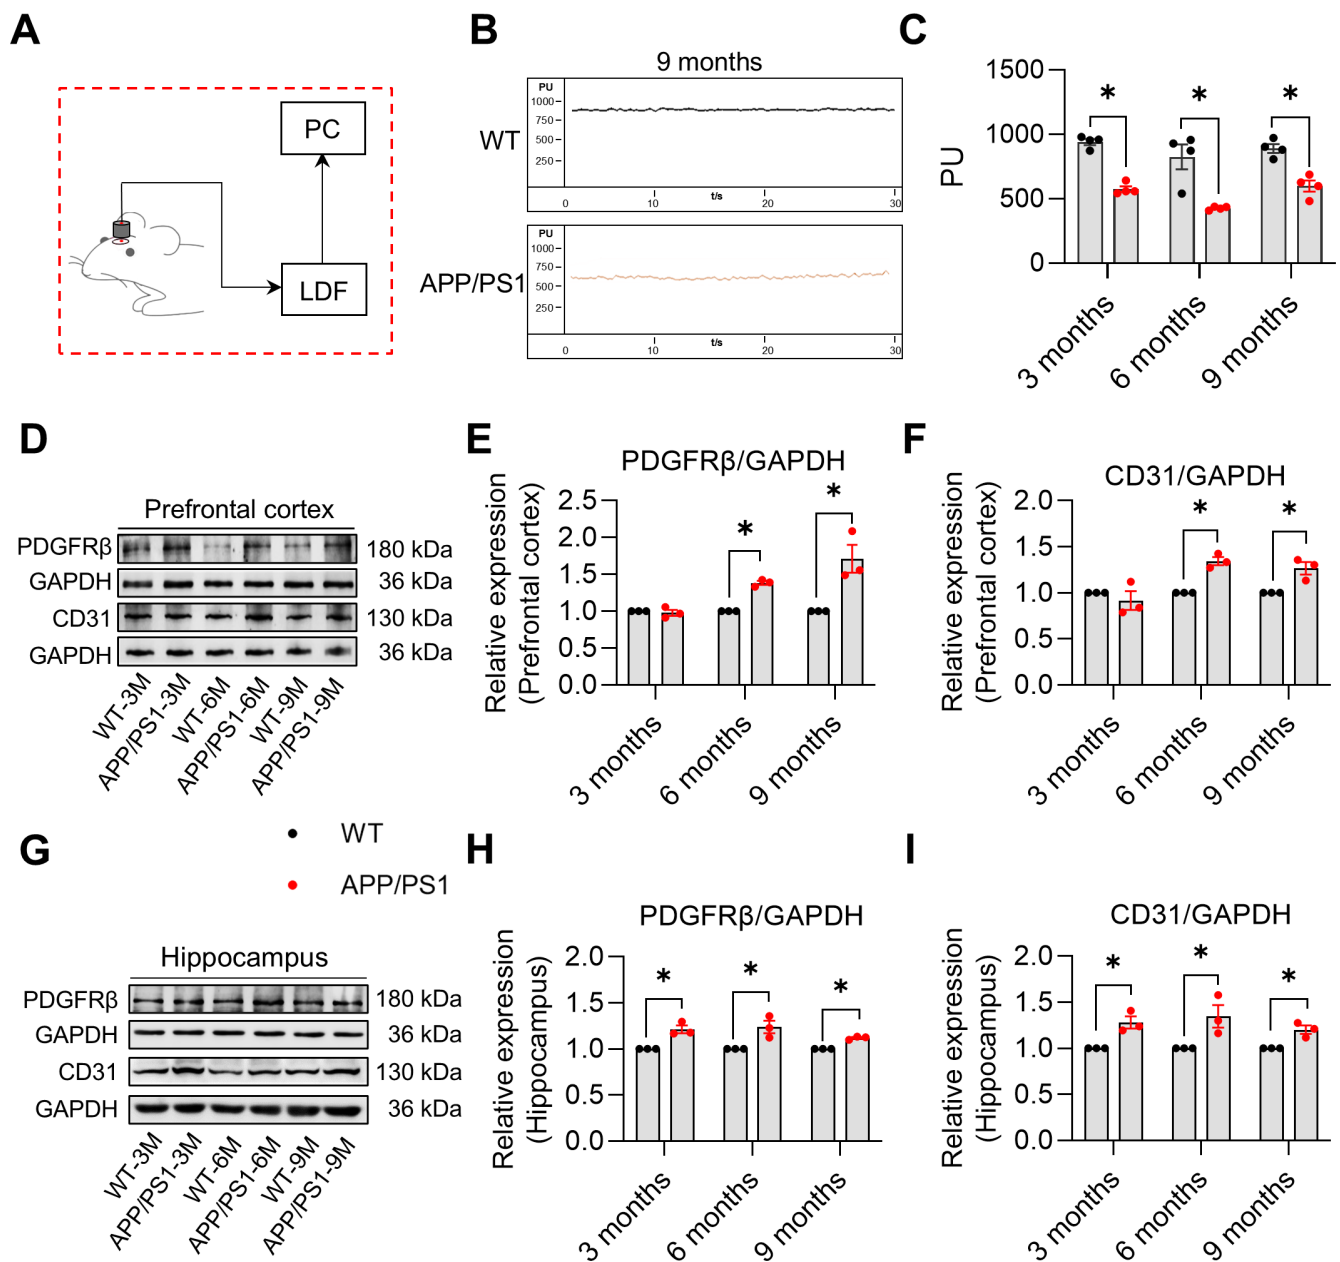 A
PC
LDF
B
9 months
WT
PU
1000
750
500
250
0
10
t/s
20
30
APP/PS1
PU
1000
750
500
250
0
10
t/s
20
30
C
PU
1500
1000
500
0
*
*
*
3 months
6 months
9 months
D
Prefrontal cortex
PDGFRβ 180 kDa
GAPDH 36 kDa
CD31 130 kDa
GAPDH 36 kDa
WT-3M
APP/PS1-3M
WT-6M
APP/PS1-6M
WT-9M
APP/PS1-9M
E
PDGFRβ/GAPDH
Relative expression
(Prefrontal cortex)
2.5
2.0
1.5
1.0
0.5
0.0
*
*
3 months
6 months
9 months
F
CD31/GAPDH
Relative expression
(Prefrontal cortex)
2.0
1.5
1.0
0.5
0.0
*
*
3 months
6 months
9 months
WT
APP/PS1
G
Hippocampus
PDGFRβ 180 kDa
GAPDH 36 kDa
CD31 130 kDa
GAPDH 36 kDa
WT-3M
APP/PS1-3M
WT-6M
APP/PS1-6M
WT-9M
APP/PS1-9M
H
PDGFRβ/GAPDH
Relative expression
(Hippocampus)
2.0
1.5
1.0
0.5
0.0
*
*
*
3 months
6 months
9 months
I
CD31/GAPDH
Relative expression
(Hippocampus)
2.0
1.5
1.0
0.5
0.0
*
*
*
3 months
6 months
9 months